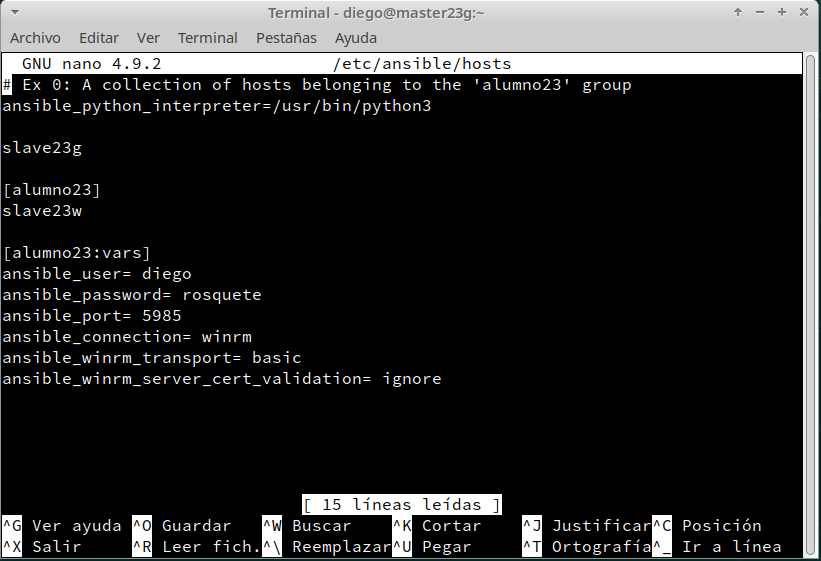 Terminal - diego@master23g:~
Archivo Editar Ver Terminal Pestañas Ayuda
GNU nano 4.9.2 /etc/ansible/hosts
# Ex 0: A collection of hosts belonging to the 'alumno23' group
ansible_python_interpreter=/usr/bin/python3
slave23g
[alumno23]
slave23w
[alumno23:vars]
ansible_user= diego
ansible_password= rosquete
ansible_port= 5985
ansible_connection= winrm
ansible_winrm_transport= basic
ansible_winrm_server_cert_validation= ignore
[ 15 líneas leídas ]
^G Ver ayuda ^O Guardar ^W Buscar ^K Cortar ^J Justificar ^C Posición
^X Salir ^R Leer fich. ^\ Reemplazar ^U Pegar ^T Ortografía ^_ Ir a línea